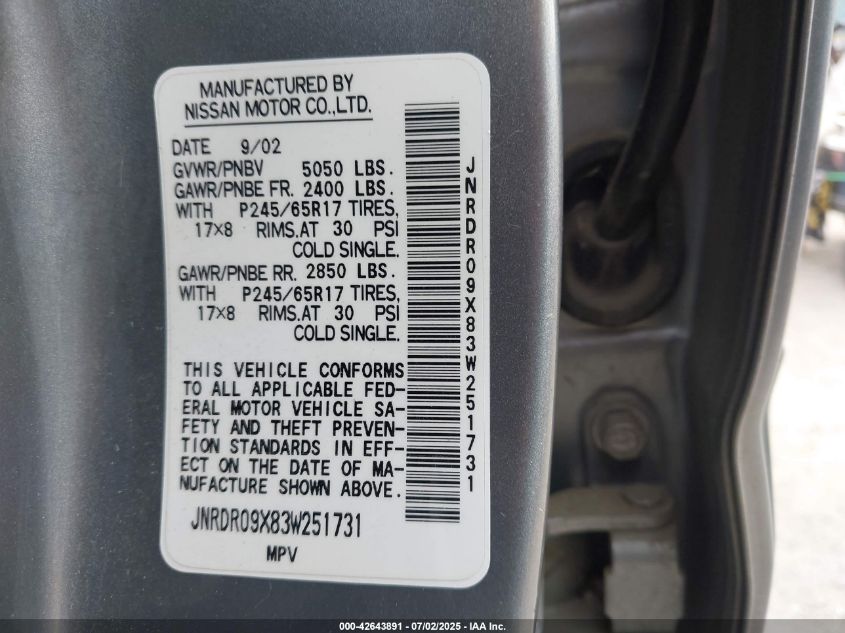 MANUFACTURED BY
NISSAN MOTOR CO.,LTD.
DATE 9/02
GVWR/PNBV 5050 LBS.
GAWR/PNBE FR. 2400 LBS.
WITH P245/65R17 TIRES,
17×8 RIMS.AT 30 PSI
COLD SINGLE.
GAWR/PNBE RR. 2850 LBS.
WITH P245/65R17 TIRES,
17×8 RIMS.AT 30 PSI
COLD SINGLE.
THIS VEHICLE CONFORMS
TO ALL APPLICABLE FED-
ERAL MOTOR VEHICLE SA-
FETY AND THEFT PREVEN-
TION STANDARDS IN EFF-
ECT ON THE DATE OF MA-
NUFACTURE SHOWN ABOVE.
JNRDR09X83W251731
MPV
JNRDR09X83W251731
000-42643891 - 07/02/2025 - IAA Inc.